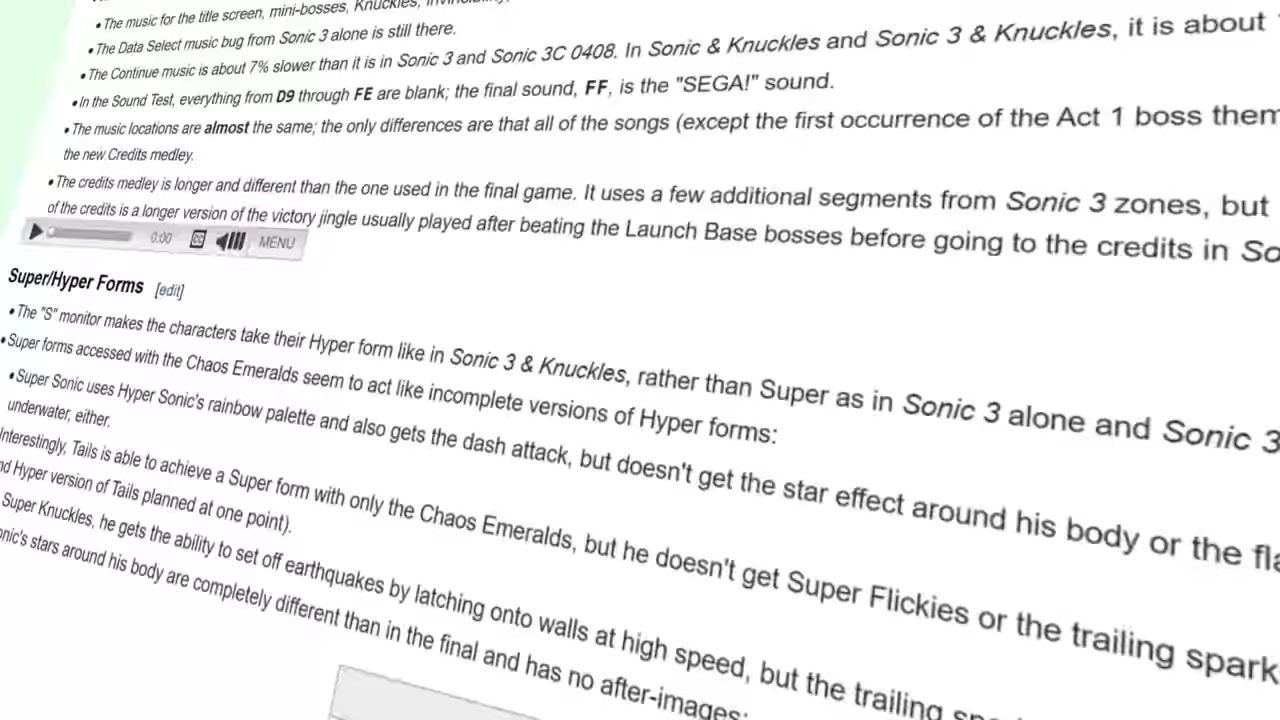 • The music for the title screen, mini-bosses, Knuckles,
• The Data Select music bug from Sonic 3 alone is still there.
• The Continue music is about 7% slower than it is in Sonic 3 and Sonic 3C 0408. In Sonic & Knuckles and Sonic 3 & Knuckles, it is about
• In the Sound Test, everything from D9 through FE are blank; the final sound, FF, is the "SEGA!" sound.
• The music locations are almost the same; the only differences are that all of the songs (except the first occurrence of the Act 1 boss them
the new Credits medley.
• The credits medley is longer and different than the one used in the final game. It uses a few additional segments from Sonic 3 zones, but
of the credits is a longer version of the victory jingle usually played after beating the Launch Base bosses before going to the credits in So
0:00 CC MENU
Super/Hyper Forms [edit]
• The "S" monitor makes the characters take their Hyper form like in Sonic 3 & Knuckles, rather than Super as in Sonic 3 alone and Sonic 3
• Super forms accessed with the Chaos Emeralds seem to act like incomplete versions of Hyper forms:
• Super Sonic uses Hyper Sonic's rainbow palette and also gets the dash attack, but doesn't get the star effect around his body or the fla
underwater, either.
Interestingly, Tails is able to achieve a Super form with only the Chaos Emeralds, but he doesn't get Super Flickies or the trailing spark
nd Hyper version of Tails planned at one point).
Super Knuckles, he gets the ability to set off earthquakes by latching onto walls at high speed, but the trailing
onic's stars around his body are completely different than in the final and has no after-images: